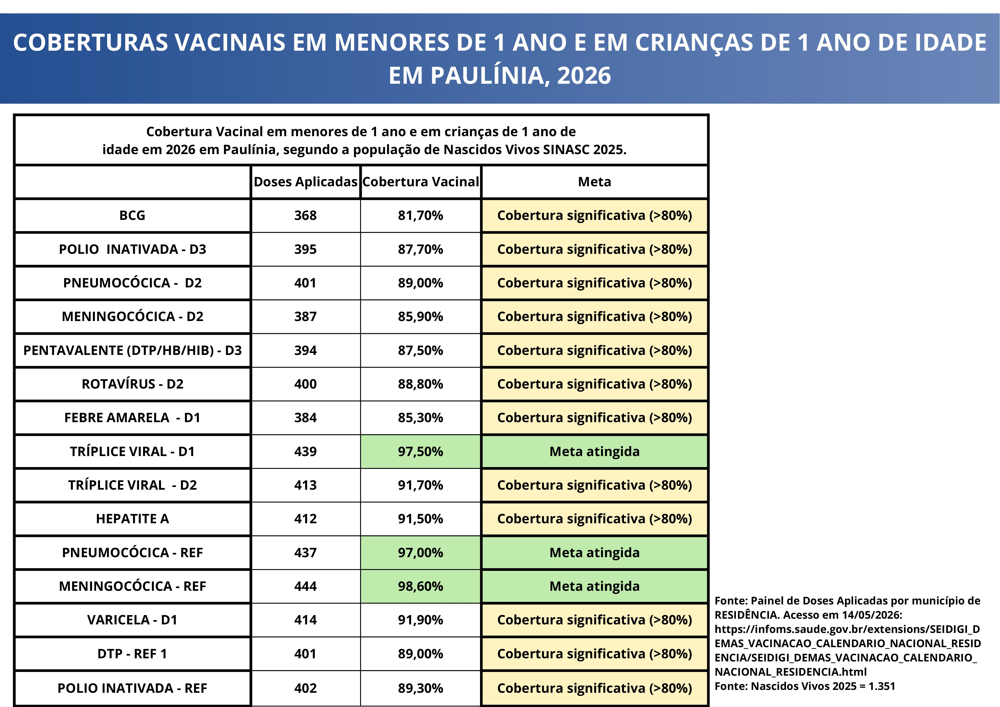 COBERTURAS VACINAIS EM MENORES DE 1 ANO E EM CRIANÇAS DE 1 ANO DE IDADE
EM PAULÍNIA, 2026
Cobertura Vacinal em menores de 1 ano e em crianças de 1 ano de
idade em 2026 em Paulínia, segundo a população de Nascidos Vivos SINASC 2025.
Doses Aplicadas Cobertura Vacinal Meta
BCG 368 81,70% Cobertura significativa (>80%)
POLIO INATIVADA - D3 395 87,70% Cobertura significativa (>80%)
PNEUMOCÓCICA - D2 401 89,00% Cobertura significativa (>80%)
MENINGOCÓCICA - D2 387 85,90% Cobertura significativa (>80%)
PENTAVALENTE (DTP/HB/HIB) - D3 394 87,50% Cobertura significativa (>80%)
ROTAVÍRUS - D2 400 88,80% Cobertura significativa (>80%)
FEBRE AMARELA - D1 384 85,30% Cobertura significativa (>80%)
TRÍPLICE VIRAL - D1 439 97,50% Meta atingida
TRÍPLICE VIRAL - D2 413 91,70% Cobertura significativa (>80%)
HEPATITE A 412 91,50% Cobertura significativa (>80%)
PNEUMOCÓCICA - REF 437 97,00% Meta atingida
MENINGOCÓCICA - REF 444 98,60% Meta atingida
VARICELA - D1 414 91,90% Cobertura significativa (>80%)
DTP - REF 1 401 89,00% Cobertura significativa (>80%)
POLIO INATIVADA - REF 402 89,30% Cobertura significativa (>80%)
Fonte: Painel de Doses Aplicadas por município de
RESIDÊNCIA. Acesso em 14/05/2026:
https://infoms.saude.gov.br/extensions/SEIDIGI_D
EMAS_VACINACAO_CALENDARIO_NACIONAL_RESID
ENCIA/SEIDIGI_DEMAS_VACINACAO_CALENDARIO_
NACIONAL_RESIDENCIA.html
Fonte: Nascidos Vivos 2025 = 1.351